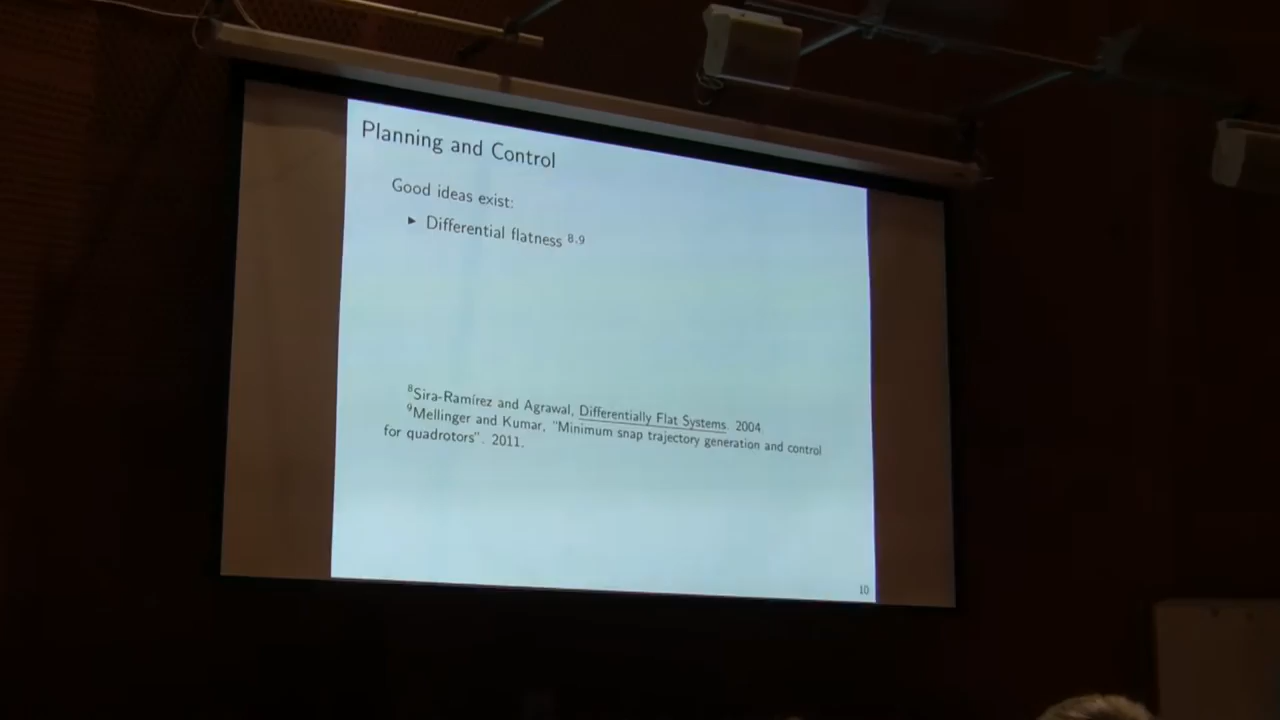 Planning and Control
Good ideas exist:
► Differential flatness 8,9
8Sira-Ramírez and Agrawal, Differentially Flat Systems. 2004.
9Mellinger and Kumar, "Minimum snap trajectory generation and control
for quadrotors". 2011.
10